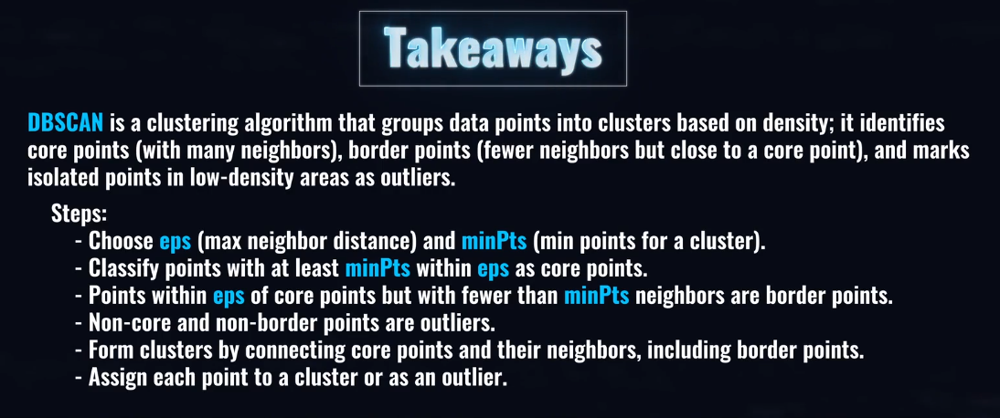 Takeaways
DBSCAN is a clustering algorithm that groups data points into clusters based on density; it identifies
core points (with many neighbors), border points (fewer neighbors but close to a core point), and marks
isolated points in low-density areas as outliers.
Steps:
- Choose eps (max neighbor distance) and minPts (min points for a cluster).
- Classify points with at least minPts within eps as core points.
- Points within eps of core points but with fewer than minPts neighbors are border points.
- Non-core and non-border points are outliers.
- Form clusters by connecting core points and their neighbors, including border points.
- Assign each point to a cluster or as an outlier.